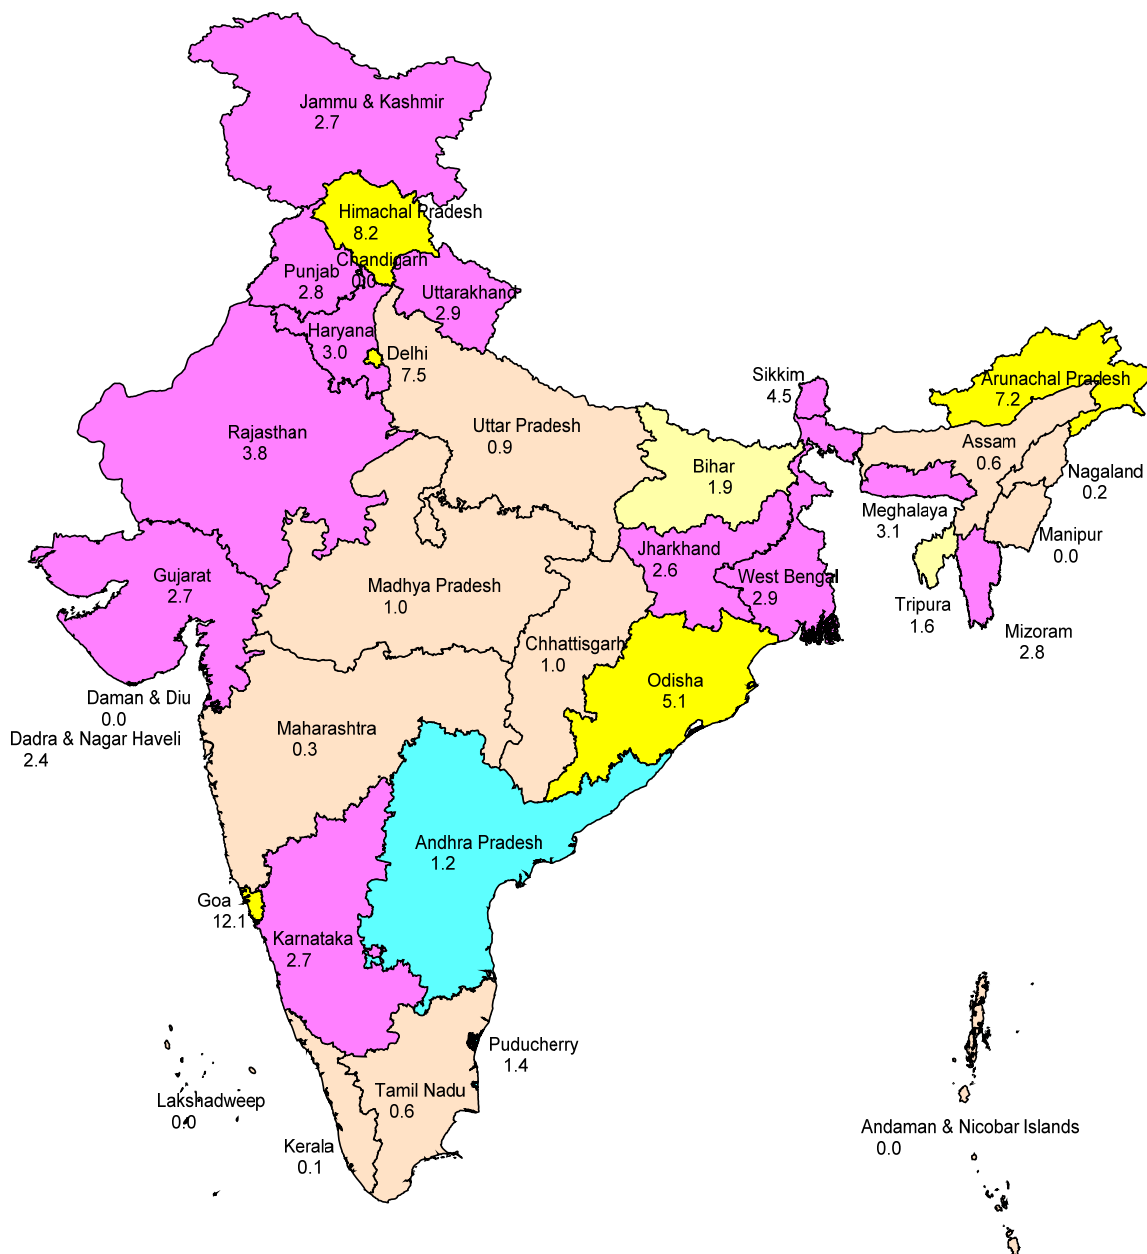 Jammu & Kashmir
2.7
Himachal Pradesh
8.2
Chandigarh
0.0
Punjab
2.8
Uttarakhand
2.9
Haryana
3.0
Delhi
7.5
Sikkim
4.5
Arunachal Pradesh
7.2
Uttar Pradesh
0.9
Rajasthan
3.8
Assam
0.6
Bihar
1.9
Nagaland
0.2
Meghalaya
3.1
Manipur
0.0
Jharkhand
2.6
West Bengal
2.9
Gujarat
2.7
Madhya Pradesh
1.0
Tripura
1.6
Mizoram
2.8
Chhattisgarh
1.0
Odisha
5.1
Daman & Diu
0.0
Dadra & Nagar Haveli
2.4
Maharashtra
0.3
Andhra Pradesh
1.2
Goa
12.1
Karnataka
2.7
Puducherry
1.4
Tamil Nadu
0.6
Lakshadweep
0.0
Kerala
0.1
Andaman & Nicobar Islands
0.0